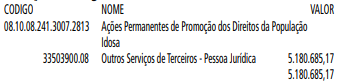 CODIGO NOME VALOR
08.10.08.241.3007.2813 Ações Permanentes de Promoção dos Direitos da População
Idosa
33503900.08 Outros Serviços de Terceiros - Pessoa Jurídica 5.180.685,17
5.180.685,17